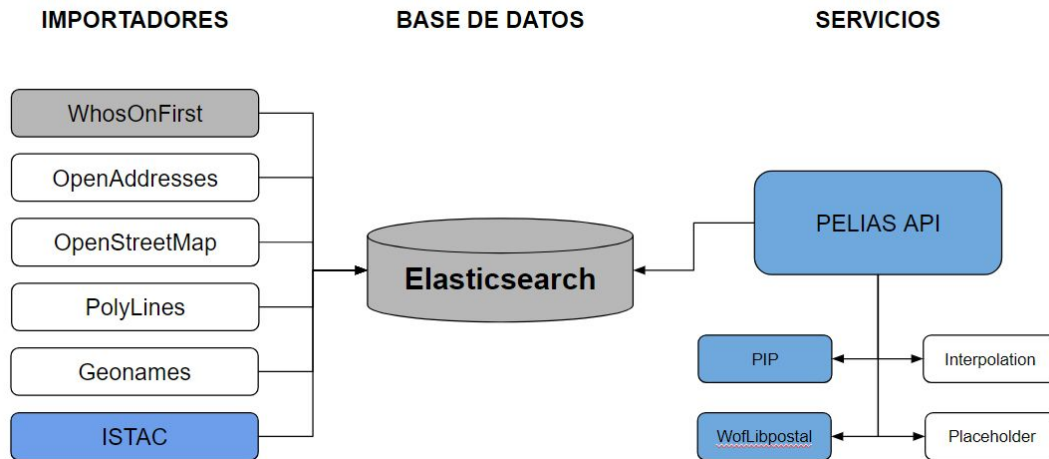 IMPORTADORES
BASE DE DATOS
SERVICIOS
WhosOnFirst
OpenAddresses
OpenStreetMap
PolyLines
Geonames
ISTAC
Elasticsearch
PELIAS API
PIP
Interpolation
WofLibpostal
Placeholder